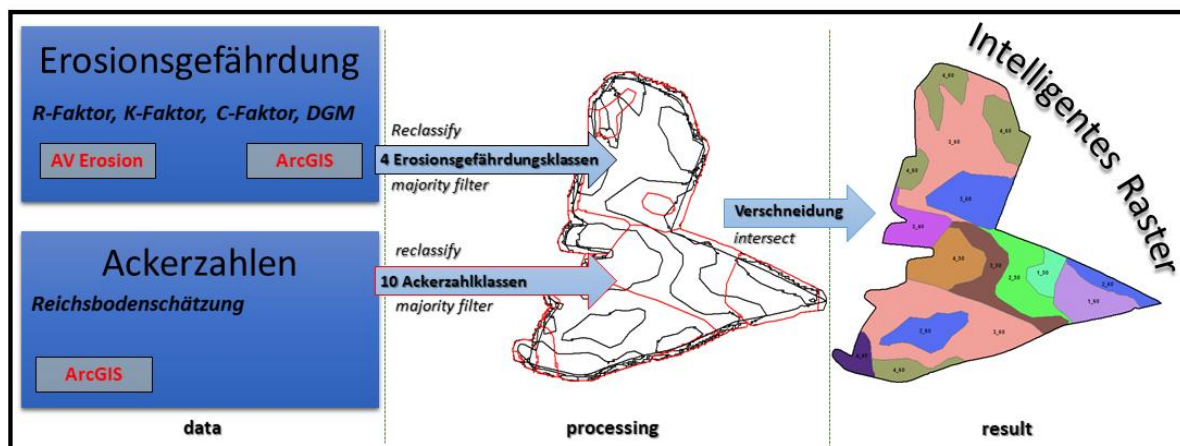 Erosionsgefährdung
R-Faktor, K-Faktor, C-Faktor, DGM
AV Erosion
ArcGIS
Ackerzahlen
Reichsbodenschätzung
ArcGIS
data
Reclassify
4 Erosionsgefährdungsklassen
majority filter
reclassify
10 Ackerzahlklassen
majority filter
processing
Verschneidung
intersect
Intelligentes Raster
result